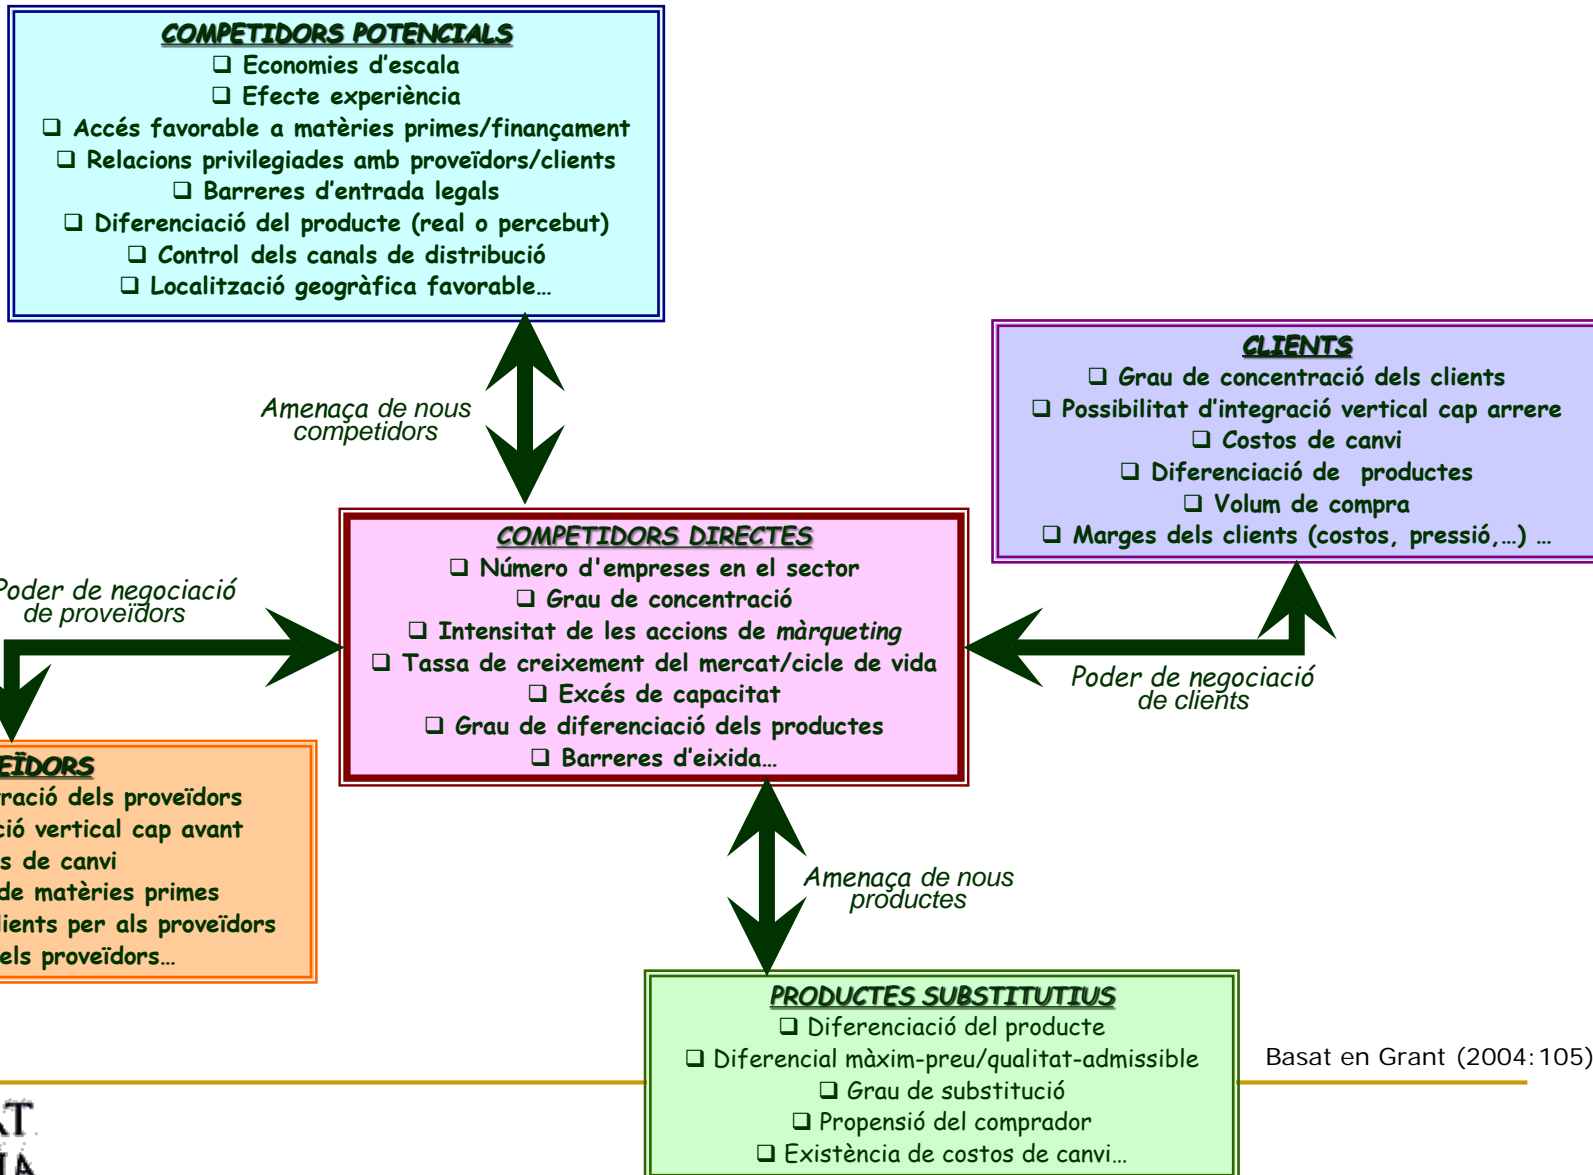 COMPETIDORS POTENCIALS
❑ Economies d'escala
❑ Efecte experiència
❑ Accés favorable a matèries primes/finançament
❑ Relacions privilegiades amb proveïdors/clients
❑ Barreres d'entrada legals
❑ Diferenciació del producte (real o percebut)
❑ Control dels canals de distribució
❑ Localització geogràfica favorable…
Amenaça de nous
competidors
CLIENTS
❑ Grau de concentració dels clients
❑ Possibilitat d'integració vertical cap arrere
❑ Costos de canvi
❑ Diferenciació de productes
❑ Volum de compra
❑ Marges dels clients (costos, pressió,…) …
Poder de negociació
de proveïdors
COMPETIDORS DIRECTES
❑ Número d'empreses en el sector
❑ Grau de concentració
❑ Intensitat de les accions de màrqueting
❑ Tassa de creixement del mercat/cicle de vida
❑ Excés de capacitat
❑ Grau de diferenciació dels productes
❑ Barreres d'eixida…
Poder de negociació
de clients
EÏDORS
ració dels proveïdors
ció vertical cap avant
s de canvi
de matèries primes
lients per als proveïdors
els proveïdors…
Amenaça de nous
productes
PRODUCTES SUBSTITUTIUS
❑ Diferenciació del producte
❑ Diferencial màxim-preu/qualitat-admissible
❑ Grau de substitució
❑ Propensió del comprador
❑ Existència de costos de canvi…
Basat en Grant (2004:105)
AT